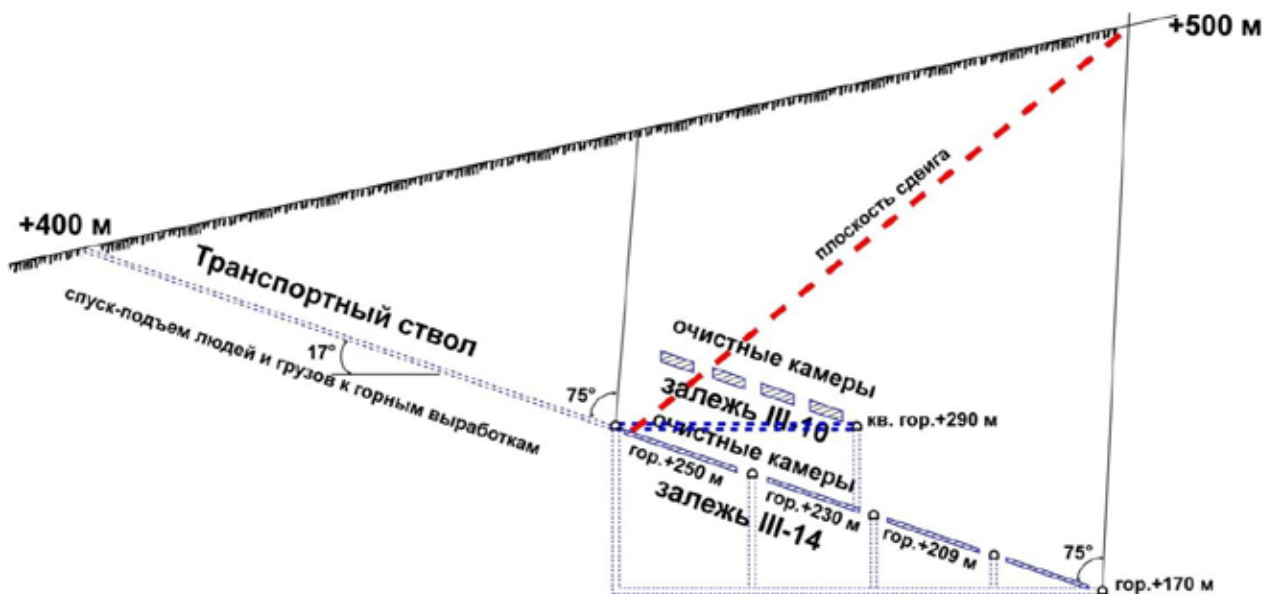 +500 м
+400 м
плоскость сдвига
Транспортный ствол
спуск-подъем людей и грузов к горным выработкам
17°
очистные камеры
75°
залежь III-10
кв. гор.+290 м
очистные камеры
гор.+250 м
залежь III-14
гор.+230 м
гор.+209 м
75°
гор.+170 м